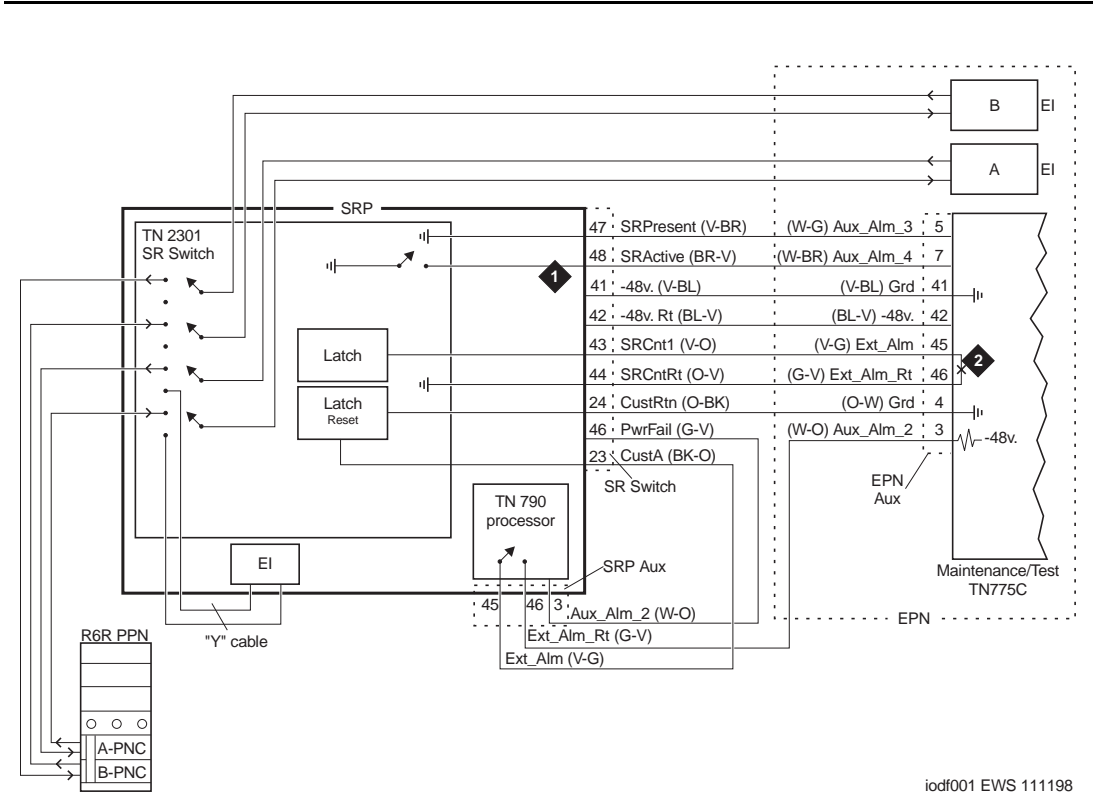 B
EI
A
EI
SRP
TN 2301
SR Switch
47 SRPresent (V-BR) (W-G) Aux_Alm_3 5
48 SRActive (BR-V) (W-BR) Aux_Alm_4 7
1
41 -48v. (V-BL) (V-BL) Grd 41
42 -48v. Rt (BL-V) (BL-V) -48v. 42
43 SRCnt1 (V-O) (V-G) Ext_Alm 45
2
44 SRCntRt (O-V) (G-V) Ext_Alm_Rt 46
24 CustRtn (O-BK) (O-W) Grd 4
46 PwrFail (G-V) (W-O) Aux_Alm_2 3
-48v.
23 CustA (BK-O)
Latch
Latch
Reset
SR Switch
EPN
Aux
TN 790
processor
EI
SRP Aux
Maintenance/Test
TN775C
45 46 3
Aux_Alm_2 (W-O)
EPN
Ext_Alm_Rt (G-V)
Ext_Alm (V-G)
"Y" cable
R6R PPN
A-PNC
B-PNC
iodf001 EWS 111198